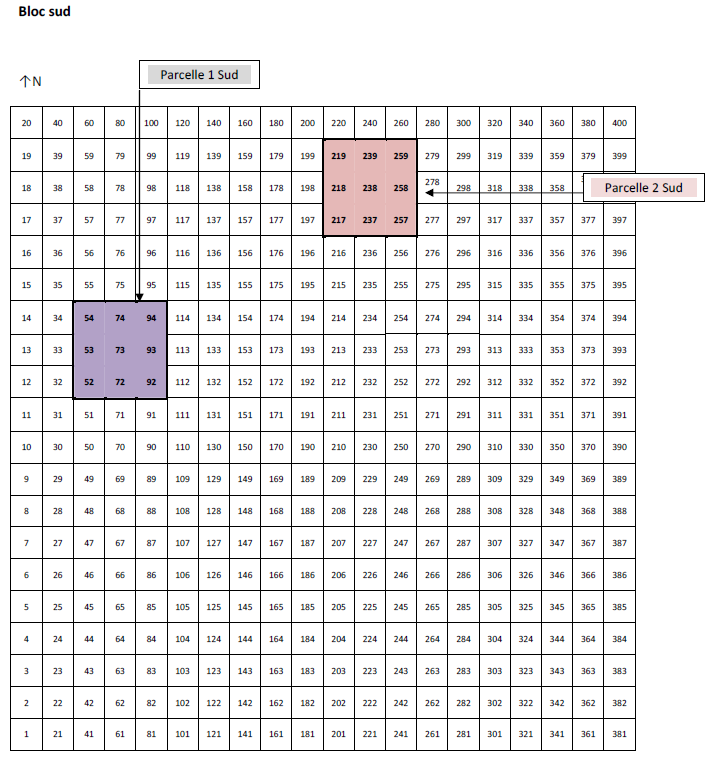 Bloc sud
Parcelle 1 Sud
↑N
20 40 60 80 100 120 140 160 180 200 220 240 260 280 300 320 340 360 380 400
19 39 59 79 99 119 139 159 179 199 219 239 259 279 299 319 339 359 379 399
18 38 58 78 98 118 138 158 178 198 218 238 258 278 298 318 338 358 Parcelle 2 Sud
17 37 57 77 97 117 137 157 177 197 217 237 257 277 297 317 337 357 377 397
16 36 56 76 96 116 136 156 176 196 216 236 256 276 296 316 336 356 376 396
15 35 55 75 95 115 135 155 175 195 215 235 255 275 295 315 335 355 375 395
14 34 54 74 94 114 134 154 174 194 214 234 254 274 294 314 334 354 374 394
13 33 53 73 93 113 133 153 173 193 213 233 253 273 293 313 333 353 373 393
12 32 52 72 92 112 132 152 172 192 212 232 252 272 292 312 332 352 372 392
11 31 51 71 91 111 131 151 171 191 211 231 251 271 291 311 331 351 371 391
10 30 50 70 90 110 130 150 170 190 210 230 250 270 290 310 330 350 370 390
9 29 49 69 89 109 129 149 169 189 209 229 249 269 289 309 329 349 369 389
8 28 48 68 88 108 128 148 168 188 208 228 248 268 288 308 328 348 368 388
7 27 47 67 87 107 127 147 167 187 207 227 247 267 287 307 327 347 367 387
6 26 46 66 86 106 126 146 166 186 206 226 246 266 286 306 326 346 366 386
5 25 45 65 85 105 125 145 165 185 205 225 245 265 285 305 325 345 365 385
4 24 44 64 84 104 124 144 164 184 204 224 244 264 284 304 324 344 364 384
3 23 43 63 83 103 123 143 163 183 203 223 243 263 283 303 323 343 363 383
2 22 42 62 82 102 122 142 162 182 202 222 242 262 282 302 322 342 362 382
1 21 41 61 81 101 121 141 161 181 201 221 241 261 281 301 321 341 361 381